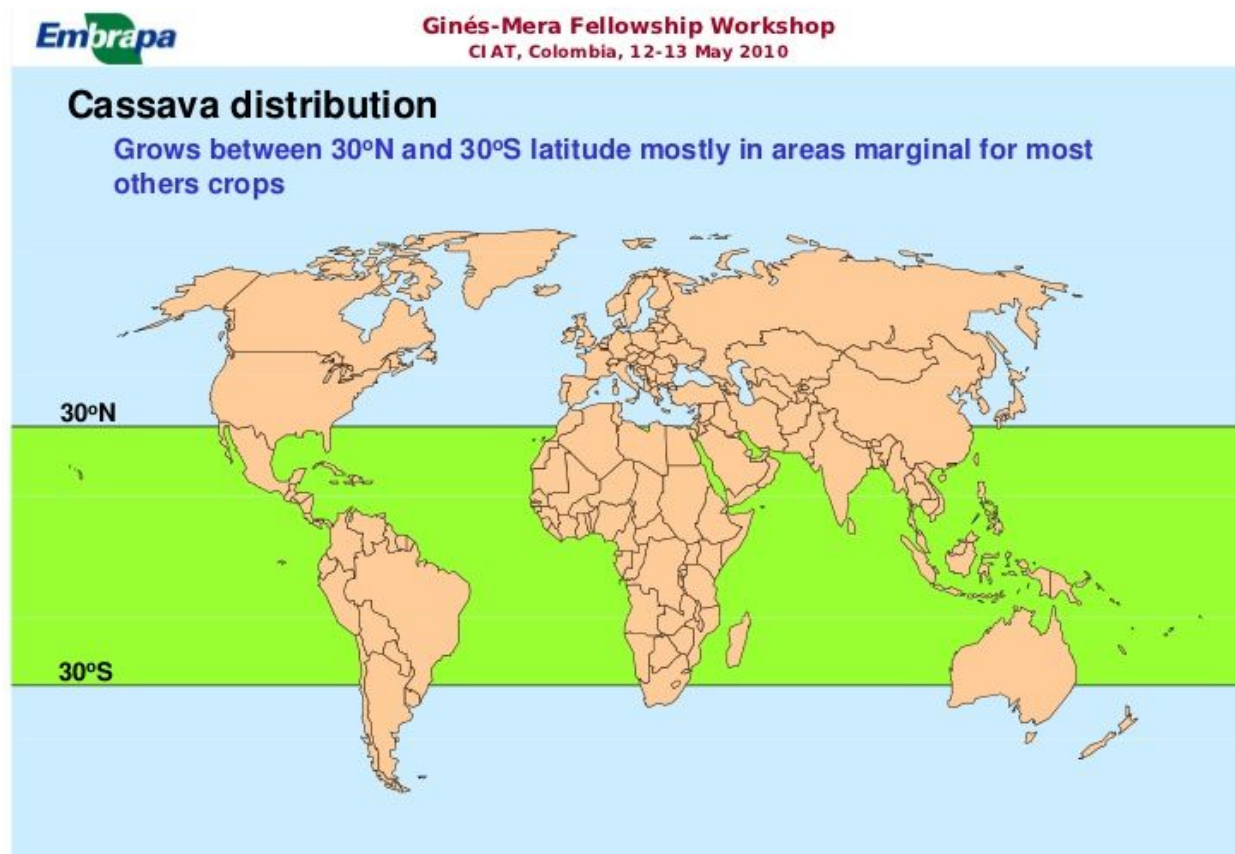 Embrapa
Ginés-Mera Fellowship Workshop
CIAT, Colombia, 12-13 May 2010
Cassava distribution
Grows between 30ºN and 30ºS latitude mostly in areas marginal for most
others crops
30ºN
30ºS